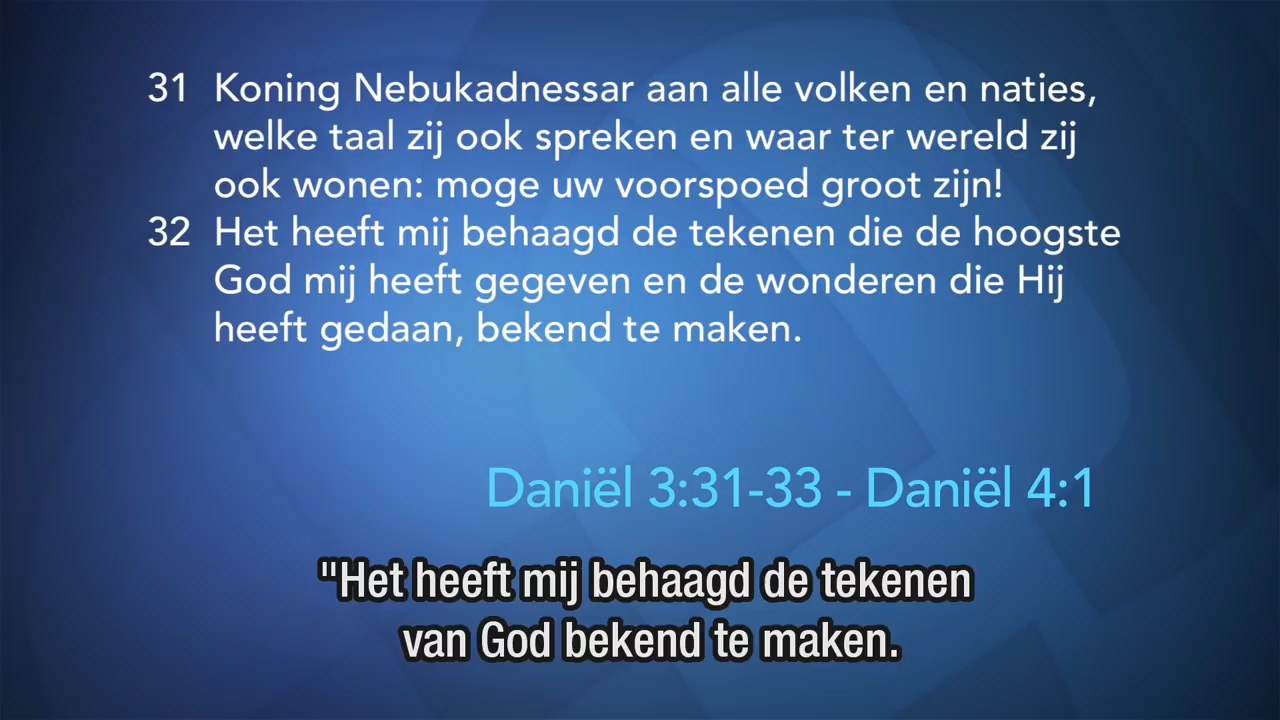 31 Koning Nebukadnessar aan alle volken en naties,
welke taal zij ook spreken en waar ter wereld zij
ook wonen: moge uw voorspoed groot zijn!
32 Het heeft mij behaagd de tekenen die de hoogste
God mij heeft gegeven en de wonderen die Hij
heeft gedaan, bekend te maken.
Daniël 3:31-33 - Daniël 4:1
"Het heeft mij behaagd de tekenen
van God bekend te maken.